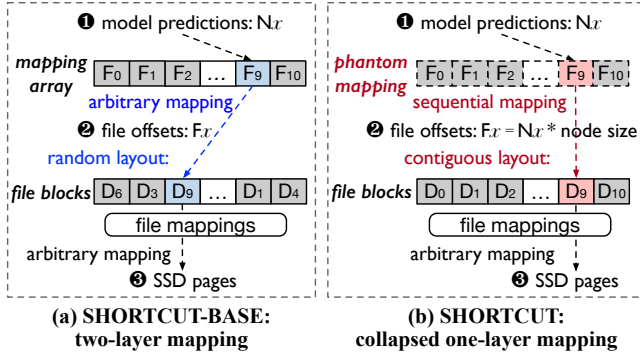 ❶ model predictions: Nx
mapping array
F0 F1 F2 ... F9 F10
arbitrary mapping
❷ file offsets: Fx
random layout:
file blocks
D6 D3 D9 ... D1 D4
file mappings
arbitrary mapping
❸ SSD pages
(a) SHORTCUT-BASE:
two-layer mapping
❶ model predictions: Nx
phantom mapping
F0 F1 F2 ... F9 F10
sequential mapping
❷ file offsets: Fx = Nx * node size
contiguous layout:
file blocks
D0 D1 D2 ... D9 D10
file mappings
arbitrary mapping
❸ SSD pages
(b) SHORTCUT:
collapsed one-layer mapping